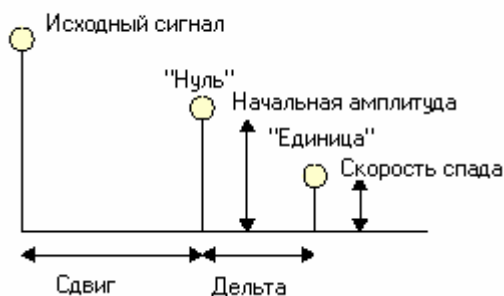 Исходный сигнал
"Нуль"
Начальная амплитуда
"Единица"
Скорость спада
Сдвиг
Дельта